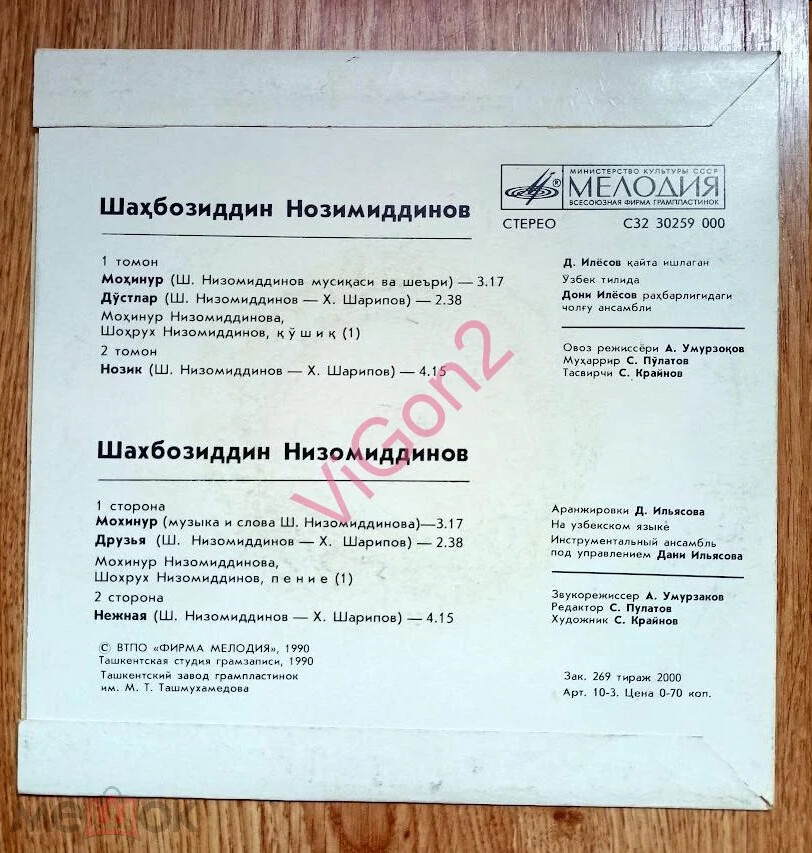 МИНИСТЕРСТВО КУЛЬТУРЫ СССР
МЕЛОДИЯ
ВСЕСОЮЗНАЯ ФИРМА ГРАМПЛАСТИНОК
СТЕРЕО С32 30259 000
Шаҳбозиддин Нозимиддинов
1 томон
Моҳинур (Ш. Низомиддинов мусиқаси ва шеъри) — 3.17
Дўстлар (Ш. Низомиддинов — Х. Шарипов) — 2.38
Моҳинур Низомиддинова,
Шоҳрух Низомиддинов, қўшиқ (1)
2 томон
Нозик (Ш. Низомиддинов — Х. Шарипов) — 4.15
Д. Илёсов қайта ишлаган
Узбек тилида
Дони Илёсов раҳбарлигидаги
чолғу ансамбли
Овоз режиссёри А. Умурзоқов
Муҳаррир С. Пўлатов
Тасвирчи С. Крайнов
Шахбозиддин Низомиддинов
1 сторона
Мохинур (музыка и слова Ш. Низомиддинова)—3.17
Друзья (Ш. Низомиддинов — Х. Шарипов) — 2.38
Мохинур Низомиддинова,
Шохрух Низомиддинов, пение (1)
2 сторона
Нежная (Ш. Низомиддинов — Х. Шарипов) — 4.15
Аранжировки Д. Ильясова
На узбекском языке
Инструментальный ансамбль
под управлением Дани Ильясова
Звукорежиссер А. Умурзаков
Редактор С. Пулатов
Художник С. Крайнов
© ВТПО «ФИРМА МЕЛОДИЯ», 1990
Ташкентская студия грамзаписи, 1990
Ташкентский завод грампластинок
им. М. Т. Ташмухамедова
Зак. 269 тираж 2000
Арт. 10-3. Цена 0-70 коп.
ViGon2
мешок